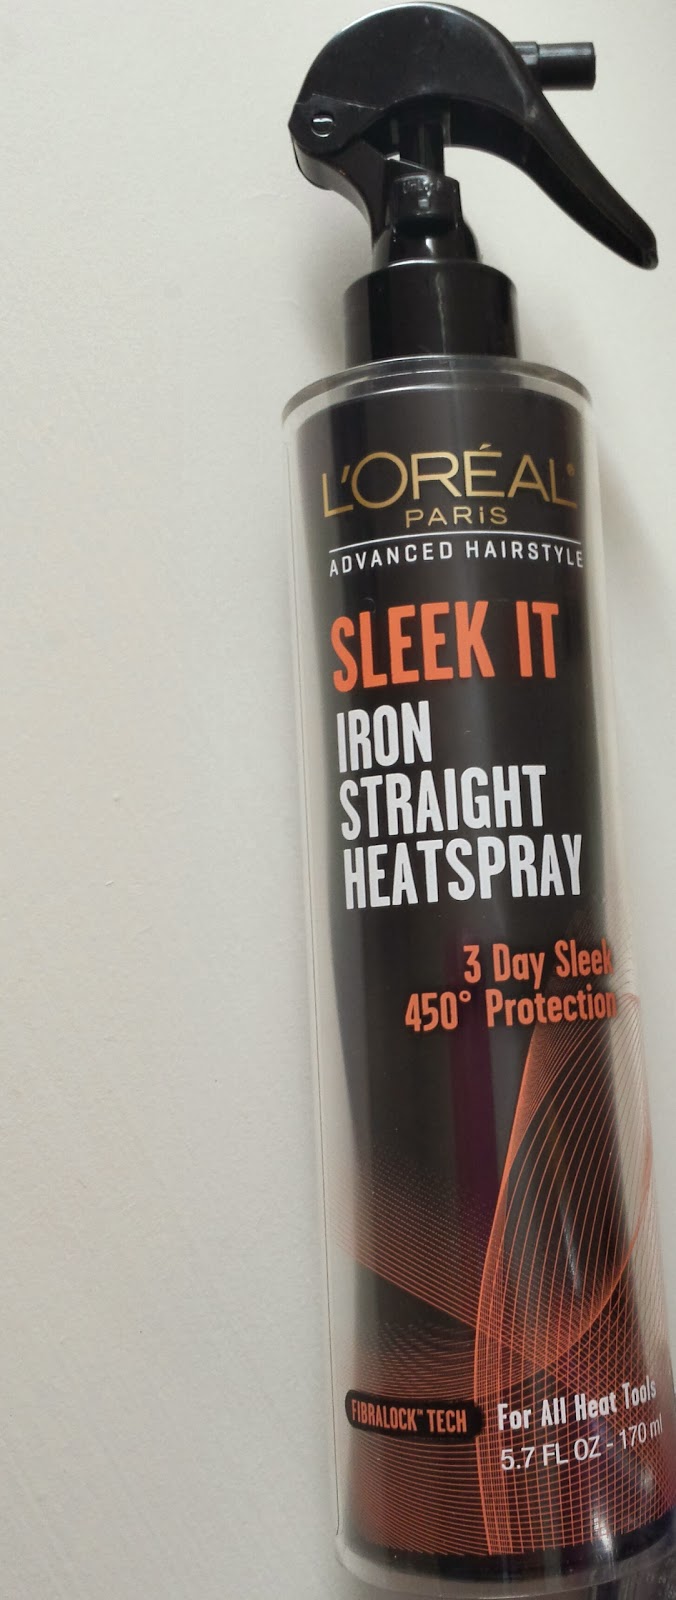 L'ORÉAL®
PARIS
ADVANCED HAIRSTYLE
SLEEK IT
IRON
STRAIGHT
HEATSPRAY
3 Day Sleek
450° Protection
FIBRALOCK™ TECH
For All Heat Tools
5.7 FL OZ - 170 ml